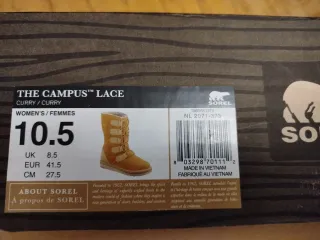 THE CAMPUS™ LACE
CURRY / CURRY
SOREL
WOMEN'S / FEMMES
10.5
UK 8.5
EUR 41.5
CM 27.5
MADE IN VIETNAM
FABRIQUÉ AU VIETNAM
ABOUT SOREL
A propos de SOREL
SOREL